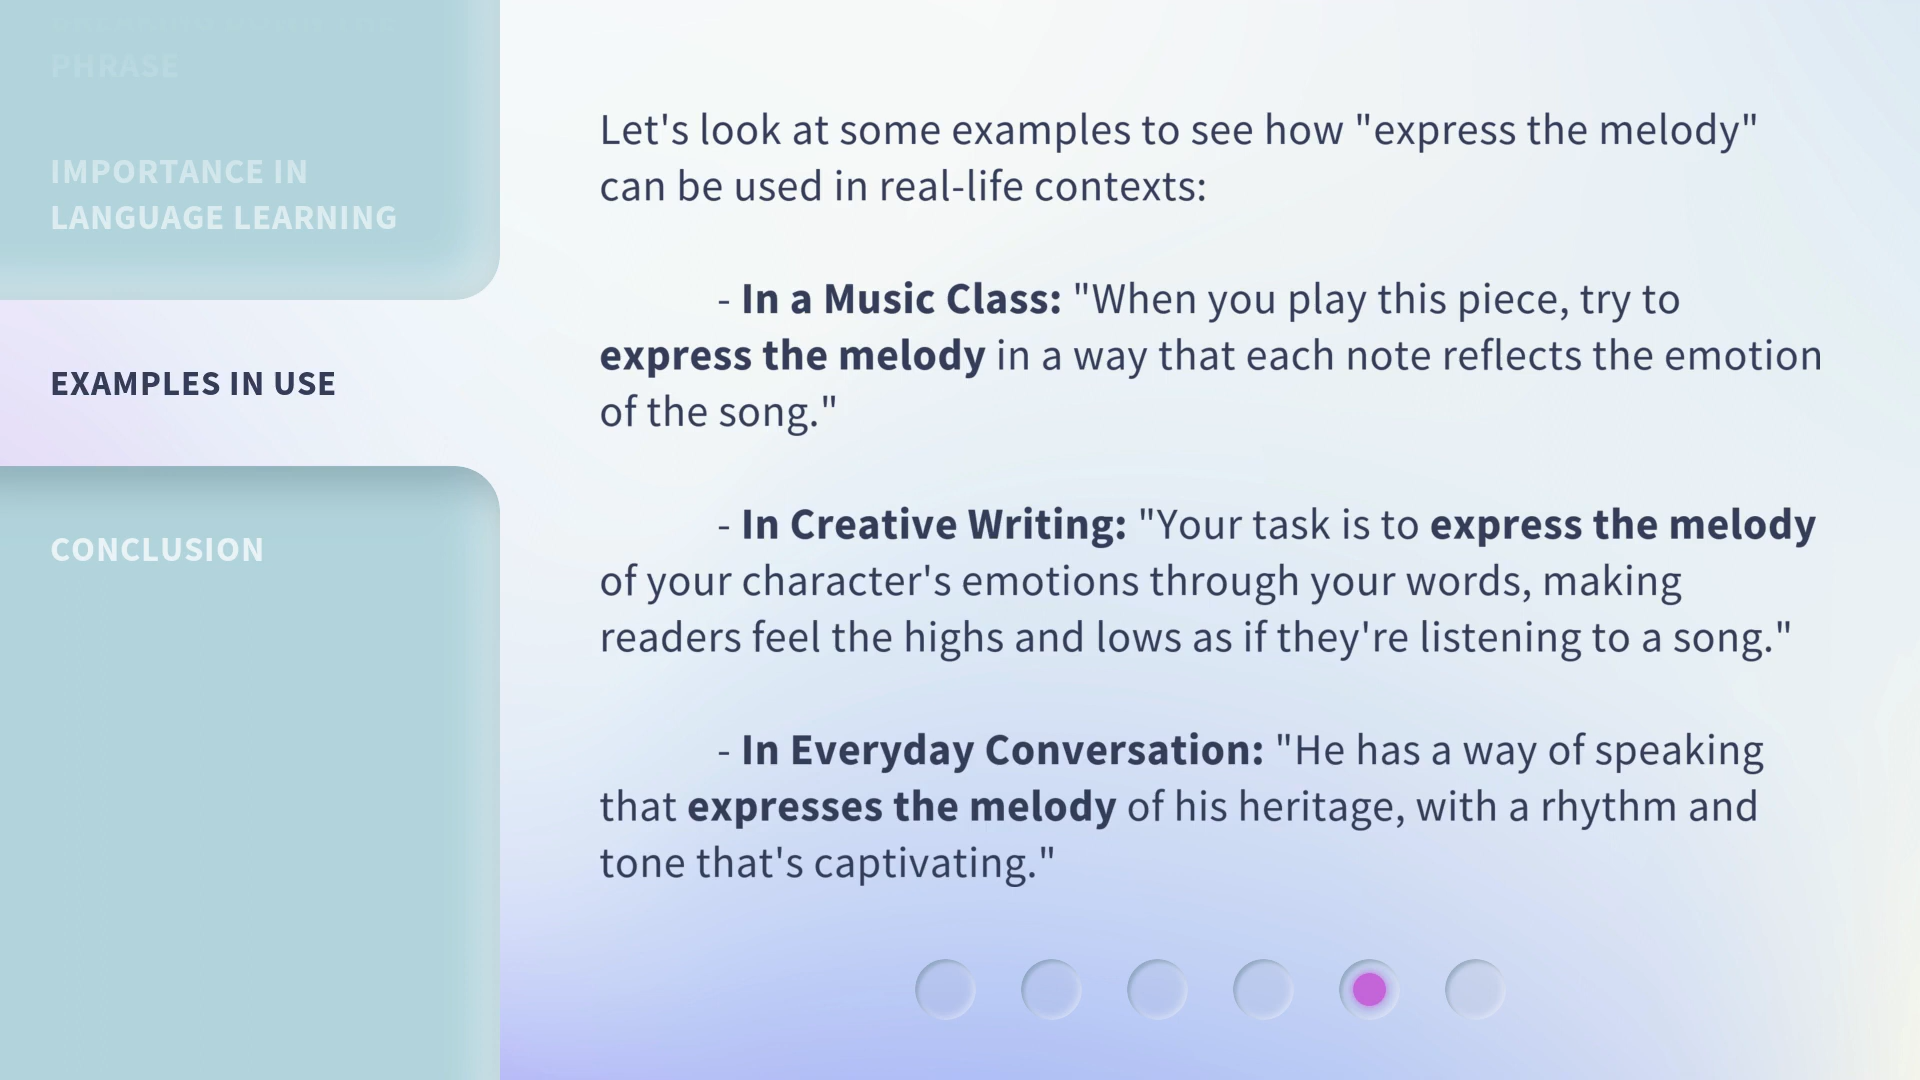 BREAKING DOWN THE
PHRASE
IMPORTANCE IN
LANGUAGE LEARNING
EXAMPLES IN USE
CONCLUSION
Let's look at some examples to see how "express the melody"
can be used in real-life contexts:
- In a Music Class: "When you play this piece, try to
express the melody in a way that each note reflects the emotion
of the song."
- In Creative Writing: "Your task is to express the melody
of your character's emotions through your words, making
readers feel the highs and lows as if they're listening to a song."
- In Everyday Conversation: "He has a way of speaking
that expresses the melody of his heritage, with a rhythm and
tone that's captivating."